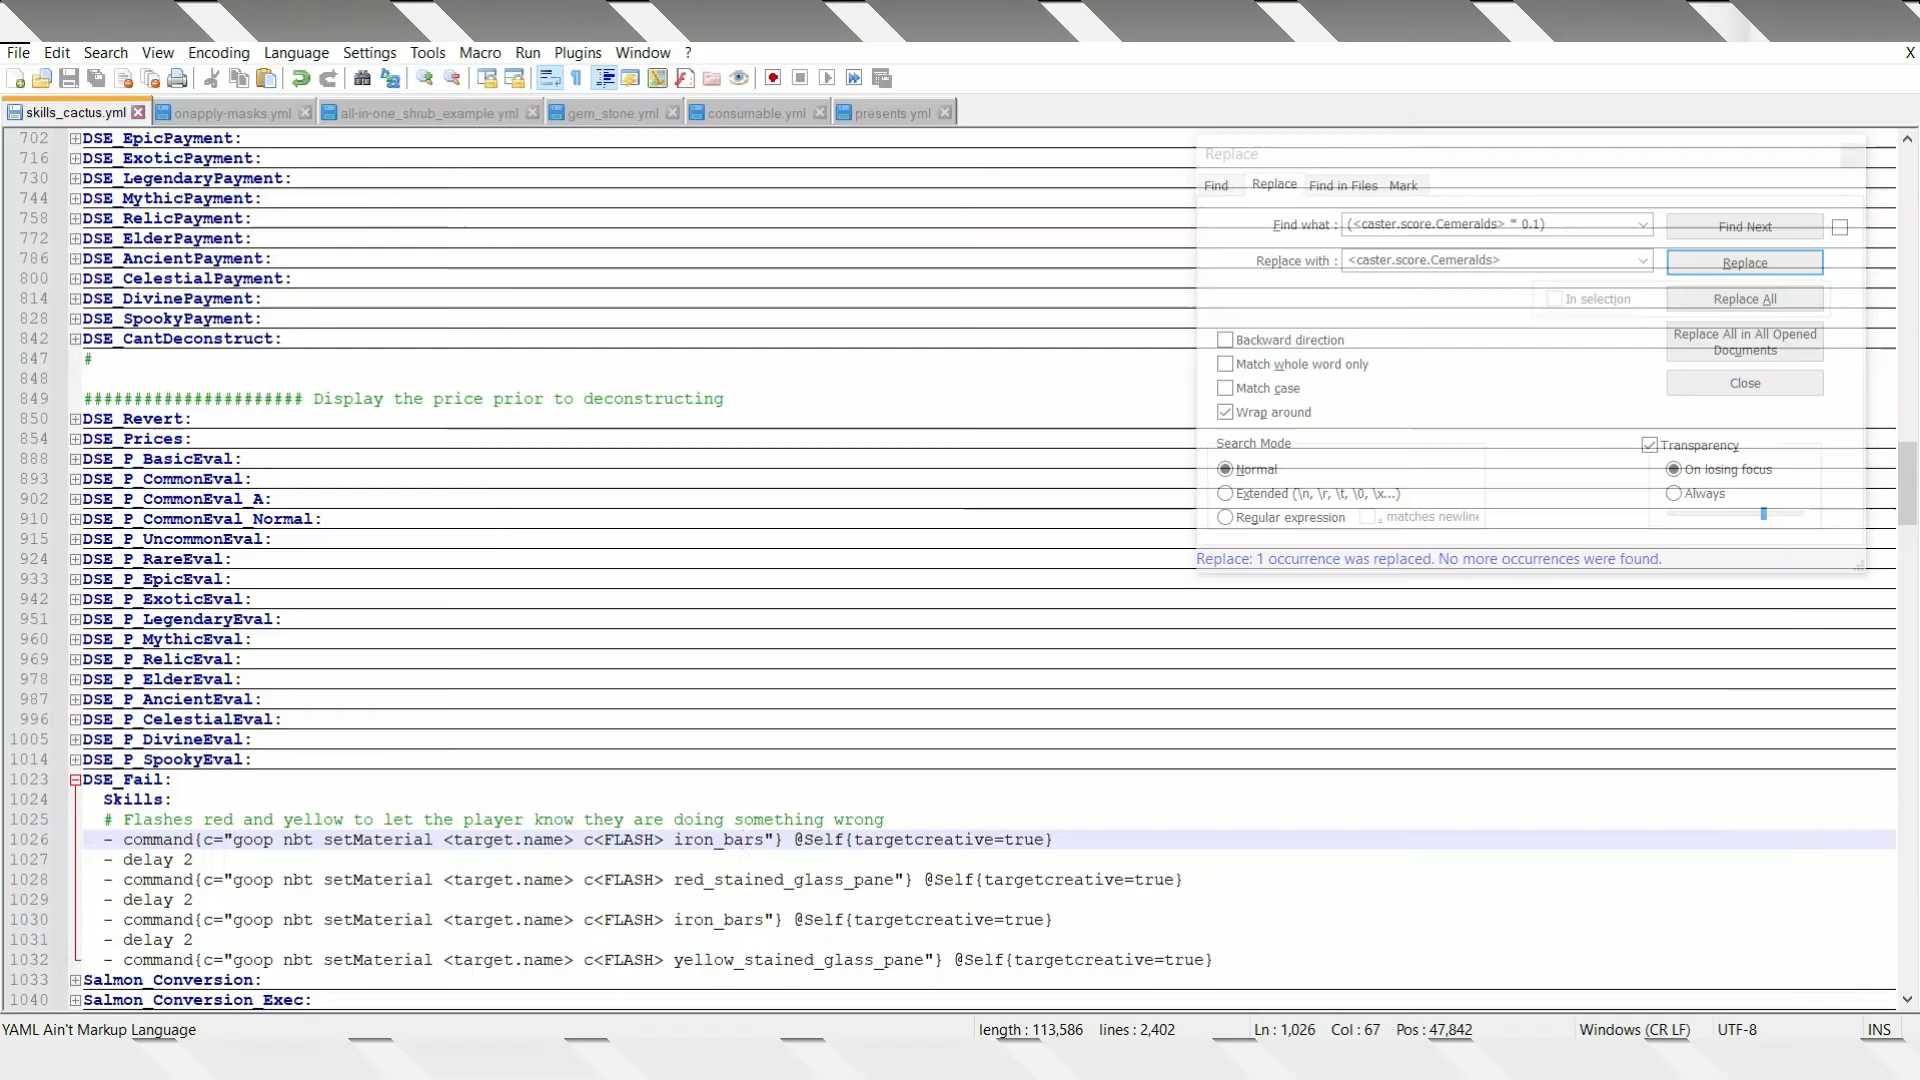 File Edit Search View Encoding Language Settings Tools Macro Run Plugins Window ? X
skills_cactus.yml onapply-masks.yml all-in-one_shrub_example.yml gem_stone.yml consumable.yml presents.yml
702 DSE_EpicPayment:
716 DSE_ExoticPayment:
730 DSE_LegendaryPayment:
744 DSE_MythicPayment:
758 DSE_RelicPayment:
772 DSE_ElderPayment:
786 DSE_AncientPayment:
800 DSE_CelestialPayment:
814 DSE_DivinePayment:
828 DSE_SpookyPayment:
842 DSE_CantDeconstruct:
847 #
848
849 ###################### Display the price prior to deconstructing
850 DSE_Revert:
854 DSE_Prices:
888 DSE_P_BasicEval:
893 DSE_P_CommonEval:
902 DSE_P_CommonEval_A:
910 DSE_P_CommonEval_Normal:
915 DSE_P_UncommonEval:
924 DSE_P_RareEval:
933 DSE_P_EpicEval:
942 DSE_P_ExoticEval:
951 DSE_P_LegendaryEval:
960 DSE_P_MythicEval:
969 DSE_P_RelicEval:
978 DSE_P_ElderEval:
987 DSE_P_AncientEval:
996 DSE_P_CelestialEval:
1005 DSE_P_DivineEval:
1014 DSE_P_SpookyEval:
1023 DSE_Fail:
1024 Skills:
1025 # Flashes red and yellow to let the player know they are doing something wrong
1026 - command{c="goop nbt setMaterial <target.name> c<FLASH> iron_bars"} @Self{targetcreative=true}
1027 - delay 2
1028 - command{c="goop nbt setMaterial <target.name> c<FLASH> red_stained_glass_pane"} @Self{targetcreative=true}
1029 - delay 2
1030 - command{c="goop nbt setMaterial <target.name> c<FLASH> iron_bars"} @Self{targetcreative=true}
1031 - delay 2
1032 - command{c="goop nbt setMaterial <target.name> c<FLASH> yellow_stained_glass_pane"} @Self{targetcreative=true}
1033 Salmon_Conversion:
1040 Salmon_Conversion_Exec:
Replace
Find Replace Find in Files Mark
Find what : (<caster.score.Cemeralds> * 0.1) Find Next
Replace with : <caster.score.Cemeralds> Replace
In selection Replace All
Replace All in All Opened
Documents
Backward direction
Match whole word only
Match case Close
Wrap around
Search Mode Transparency
Normal On losing focus
Extended (\n, \r, \t, \0, \x...) Always
Regular expression . matches newline
Replace: 1 occurrence was replaced. No more occurrences were found.
YAML Ain't Markup Language length : 113,586 lines : 2,402 Ln : 1,026 Col : 67 Pos : 47,842 Windows (CR LF) UTF-8 INS